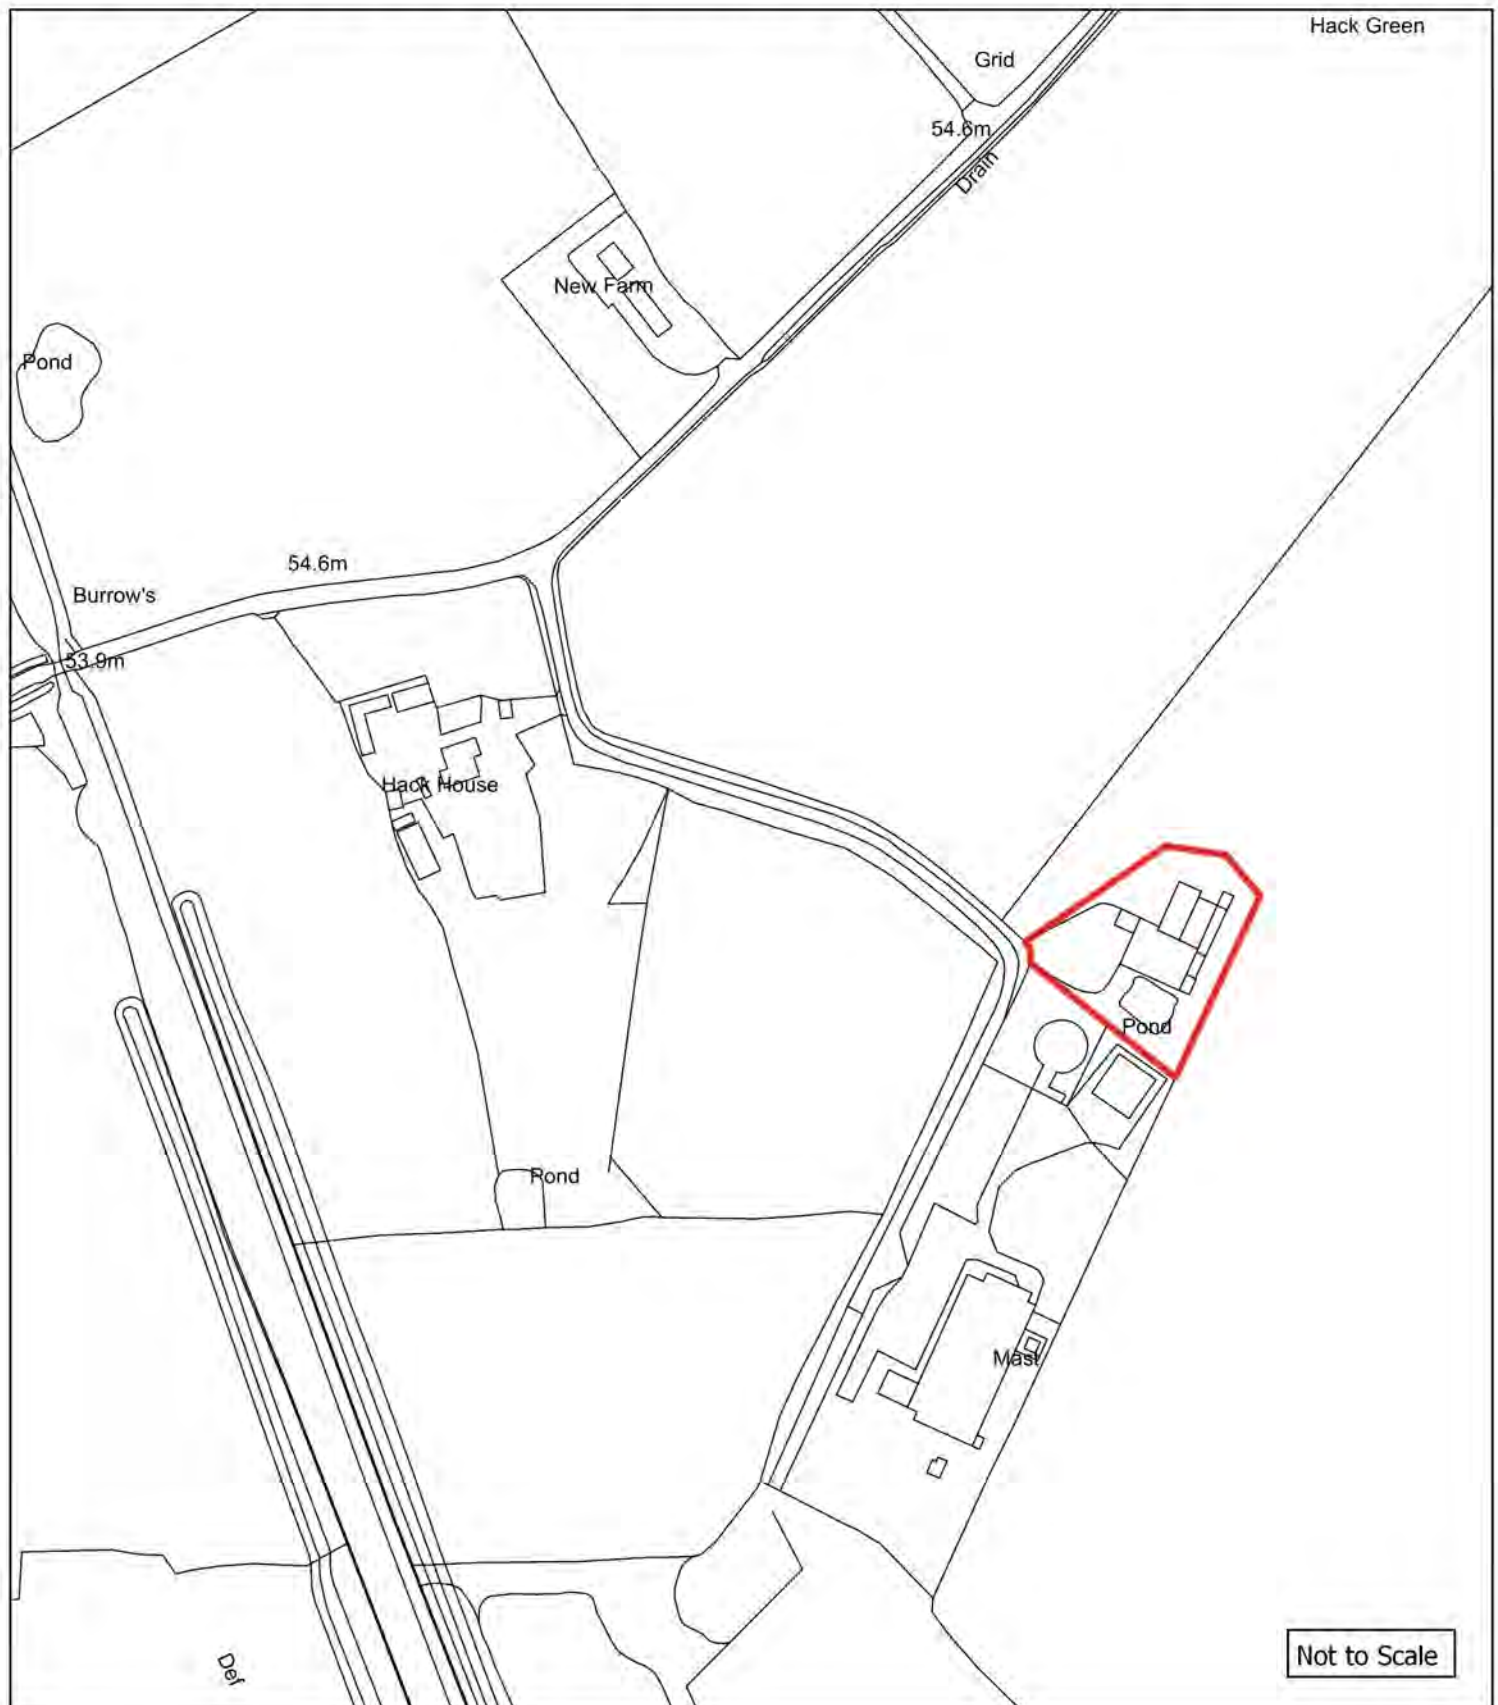 Hack Green
Grid
54.6m
Drain
New Farm
Pond
54.6m
Burrow's
53.9m
Hack House
Pond
Pond
Mast
Not to Scale
Def